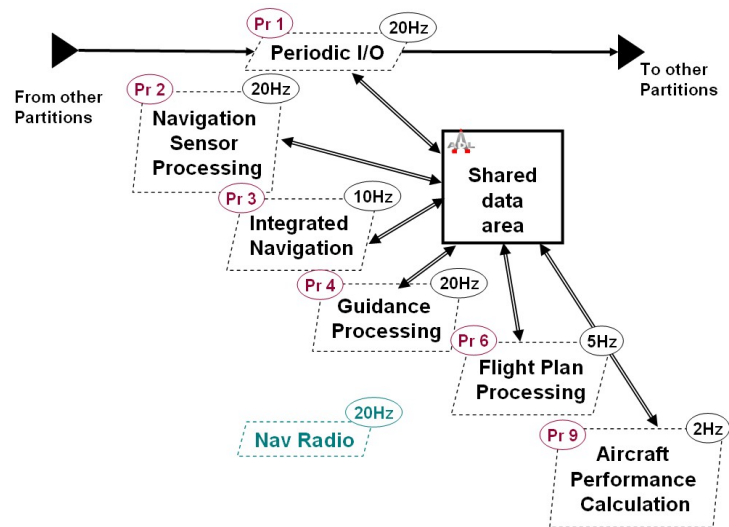 Pr 1
20Hz
Periodic I/O
From other
Partitions
To other
Partitions
Pr 2
20Hz
Navigation
Sensor
Processing
Shared
data
area
Pr 3
10Hz
Integrated
Navigation
Pr 4
20Hz
Guidance
Processing
Pr 6
5Hz
Flight Plan
Processing
20Hz
Nav Radio
Pr 9
2Hz
Aircraft
Performance
Calculation